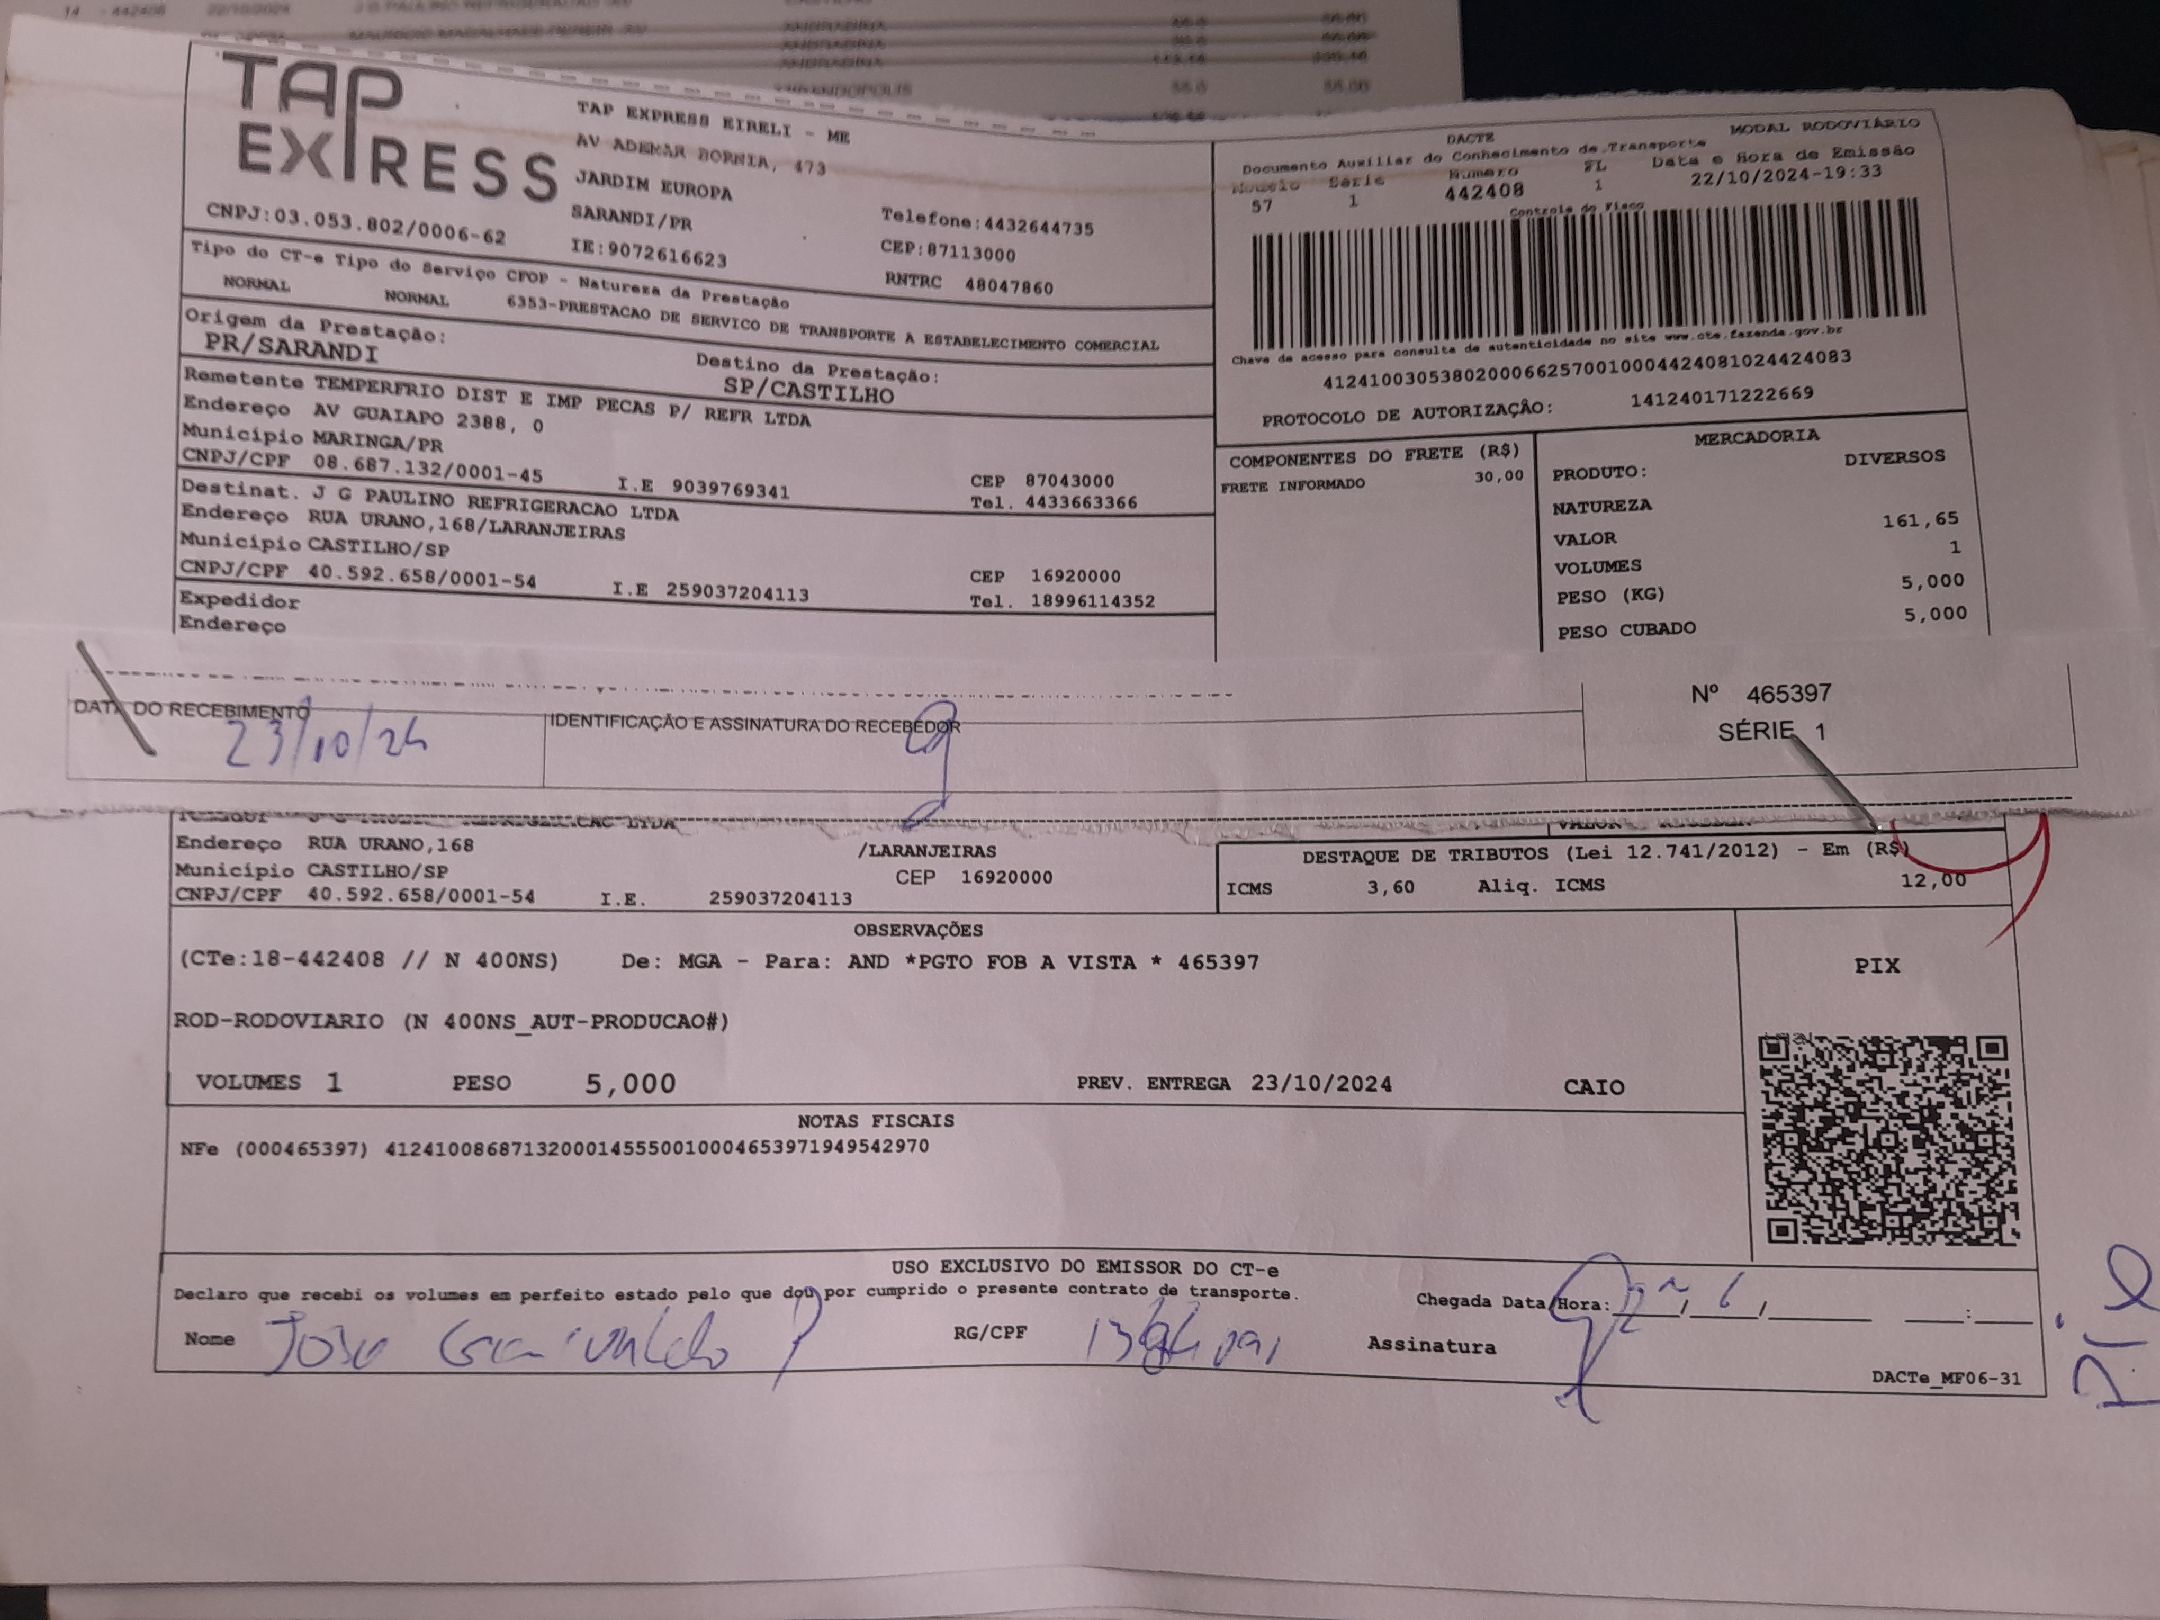 14 - 442408 22/10/2024
TAP
EXPRESS
TAP EXPRESS EIRELI - ME
AV ADEMAR BORNIA, 473
JARDIM EUROPA
SARANDI/PR
Telefone:4432644735
CNPJ:03.053.802/0006-62
IE:9072616623
CEP:87113000
RNTRC 48047860
Tipo do CT-e Tipo do Serviço CFOP - Natureza da Prestação
NORMAL NORMAL 6353-PRESTACAO DE SERVICO DE TRANSPORTE A ESTABELECIMENTO COMERCIAL
Origem da Prestação:
PR/SARANDI
Destino da Prestação:
SP/CASTILHO
Remetente TEMPERFRIO DIST E IMP PECAS P/ REFR LTDA
Endereço AV GUAIAPO 2388, 0
Município MARINGA/PR
CEP 87043000
CNPJ/CPF 08.687.132/0001-45 I.E 9039769341
Tel. 4433663366
Destinat. J G PAULINO REFRIGERACAO LTDA
Endereço RUA URANO,168/LARANJEIRAS
Município CASTILHO/SP
CEP 16920000
CNPJ/CPF 40.592.658/0001-54 I.E 259037204113
Tel. 18996114352
Expedidor
Endereço
DACTE
MODAL RODOVIÁRIO
Documento Auxiliar do Conhecimento de Transporte
Modelo Série Numero FL Data e Hora de Emissão
57 1 442408 1 22/10/2024-19:33
Controle do Fisco
Chave de acesso para consulta de autenticidade no site www.cte.fazenda.gov.br
41241003053802000662570010004424081024424083
PROTOCOLO DE AUTORIZAÇÃO: 141240171222669
COMPONENTES DO FRETE (R$)
FRETE INFORMADO 30,00
MERCADORIA
PRODUTO: DIVERSOS
NATUREZA
VALOR 161,65
VOLUMES 1
PESO (KG) 5,000
PESO CUBADO 5,000
DATA DO RECEBIMENTO
23/10/24
IDENTIFICAÇÃO E ASSINATURA DO RECEBEDOR
Nº 465397
SÉRIE 1
Endereço RUA URANO,168 /LARANJEIRAS
Município CASTILHO/SP CEP 16920000
CNPJ/CPF 40.592.658/0001-54 I.E. 259037204113
DESTAQUE DE TRIBUTOS (Lei 12.741/2012) - Em (R$)
ICMS 3,60 Aliq. ICMS 12,00
OBSERVAÇÕES
(CTe:18-442408 // N 400NS) De: MGA - Para: AND *PGTO FOB A VISTA * 465397
ROD-RODOVIARIO (N 400NS_AUT-PRODUCAO#)
VOLUMES 1 PESO 5,000 PREV. ENTREGA 23/10/2024 CAIO
PIX
NOTAS FISCAIS
NFe (000465397) 41241008687132000145550010004653971949542970
USO EXCLUSIVO DO EMISSOR DO CT-e
Declaro que recebi os volumes em perfeito estado pelo que dou por cumprido o presente contrato de transporte.
Chegada Data/Hora:
Nome
RG/CPF
Assinatura
DACTe_MF06-31